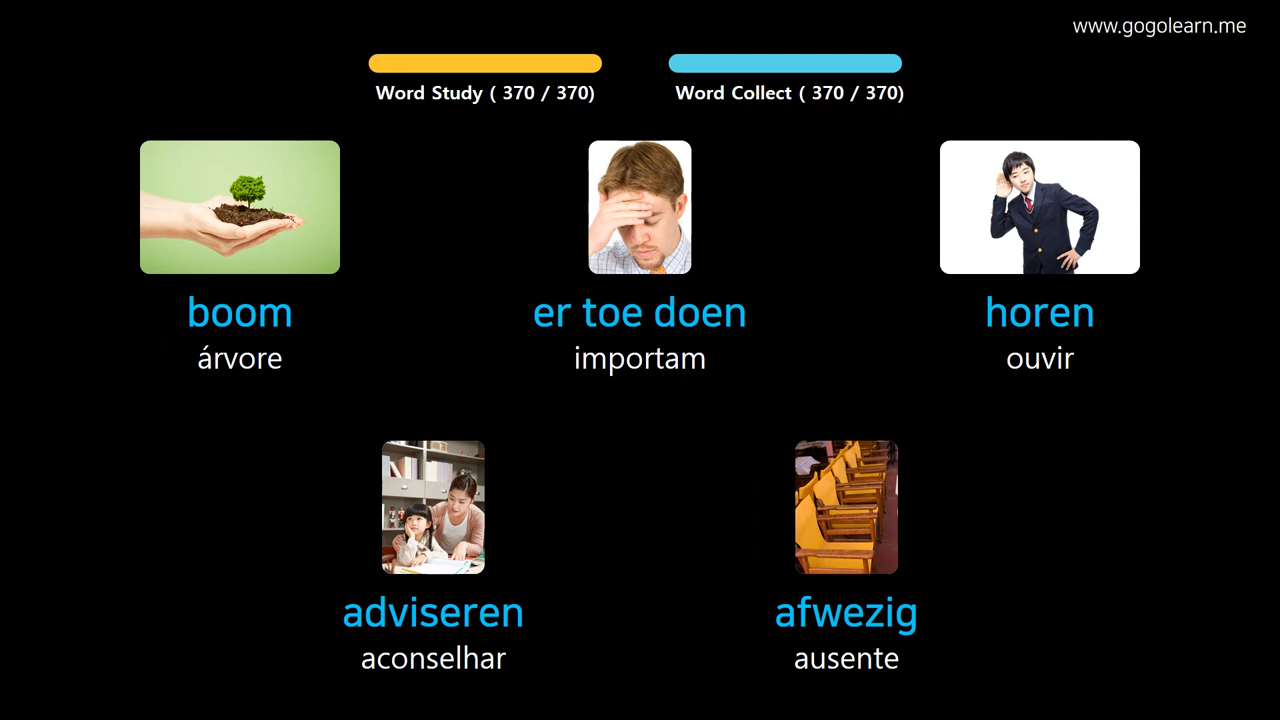 www.gogolearn.me
Word Study ( 370 / 370)
Word Collect ( 370 / 370)
boom
árvore
er toe doen
importam
horen
ouvir
adviseren
aconselhar
afwezig
ausente